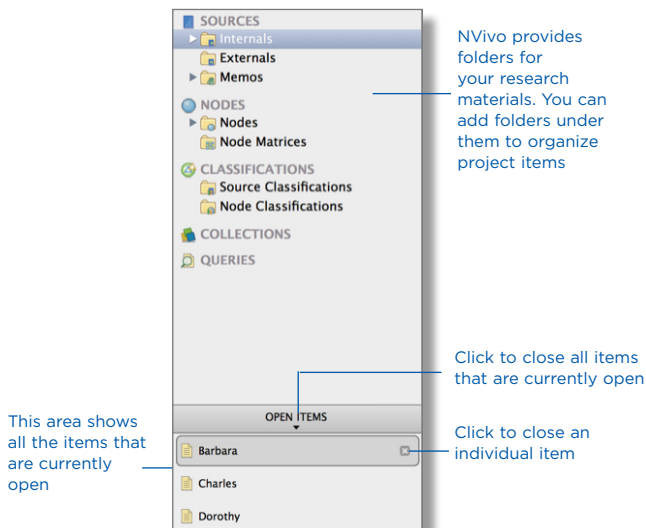 SOURCES
Internals
Externals
Memos
NODES
Nodes
Node Matrices
CLASSIFICATIONS
Source Classifications
Node Classifications
COLLECTIONS
QUERIES
NVivo provides
folders for
your research
materials. You can
add folders under
them to organize
project items
Click to close all items
that are currently open
OPEN ITEMS
This area shows
all the items that
are currently
open
Click to close an
individual item
Barbara
Charles
Dorothy